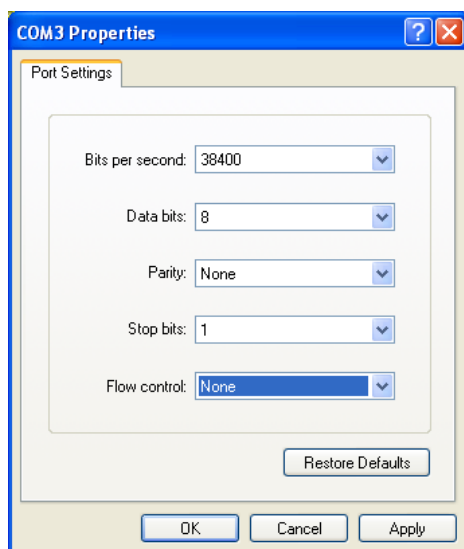 COM3 Properties
Port Settings
Bits per second: 38400
Data bits: 8
Parity: None
Stop bits: 1
Flow control: None
Restore Defaults
OK Cancel Apply